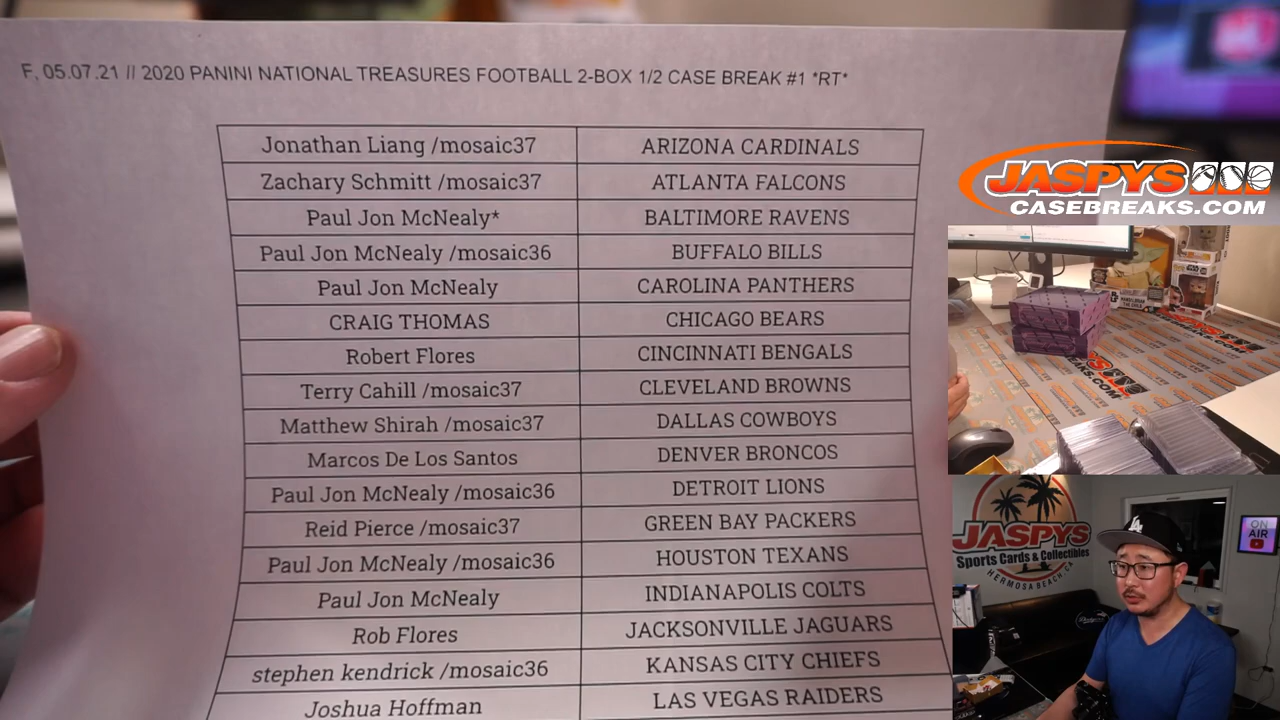 F, 05.07.21 // 2020 PANINI NATIONAL TREASURES FOOTBALL 2-BOX 1/2 CASE BREAK #1 *RT*
Jonathan Liang /mosaic37 ARIZONA CARDINALS
Zachary Schmitt /mosaic37 ATLANTA FALCONS
Paul Jon McNealy* BALTIMORE RAVENS
Paul Jon McNealy /mosaic36 BUFFALO BILLS
Paul Jon McNealy CAROLINA PANTHERS
CRAIG THOMAS CHICAGO BEARS
Robert Flores CINCINNATI BENGALS
Terry Cahill /mosaic37 CLEVELAND BROWNS
Matthew Shirah /mosaic37 DALLAS COWBOYS
Marcos De Los Santos DENVER BRONCOS
Paul Jon McNealy /mosaic36 DETROIT LIONS
Reid Pierce /mosaic37 GREEN BAY PACKERS
Paul Jon McNealy /mosaic36 HOUSTON TEXANS
Paul Jon McNealy INDIANAPOLIS COLTS
Rob Flores JACKSONVILLE JAGUARS
stephen kendrick /mosaic36 KANSAS CITY CHIEFS
Joshua Hoffman LAS VEGAS RAIDERS
JASPYS
CASEBREAKS.COM
JASPYS
Sports Cards & Collectibles
HERMOSA BEACH, CA
ON
AIR
LA